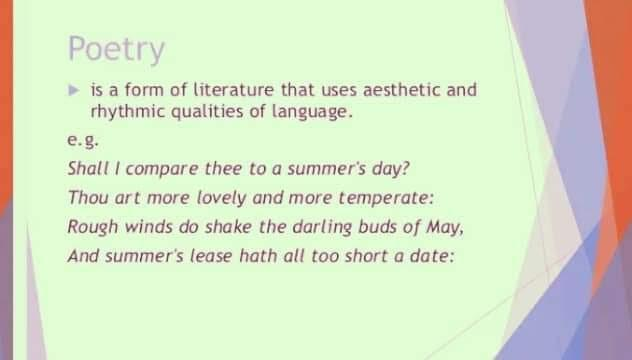 Poetry
is a form of literature that uses aesthetic and
rhythmic qualities of language.
e.g.
Shall I compare thee to a summer's day?
Thou art more lovely and more temperate:
Rough winds do shake the darling buds of May,
And summer's lease hath all too short a date: